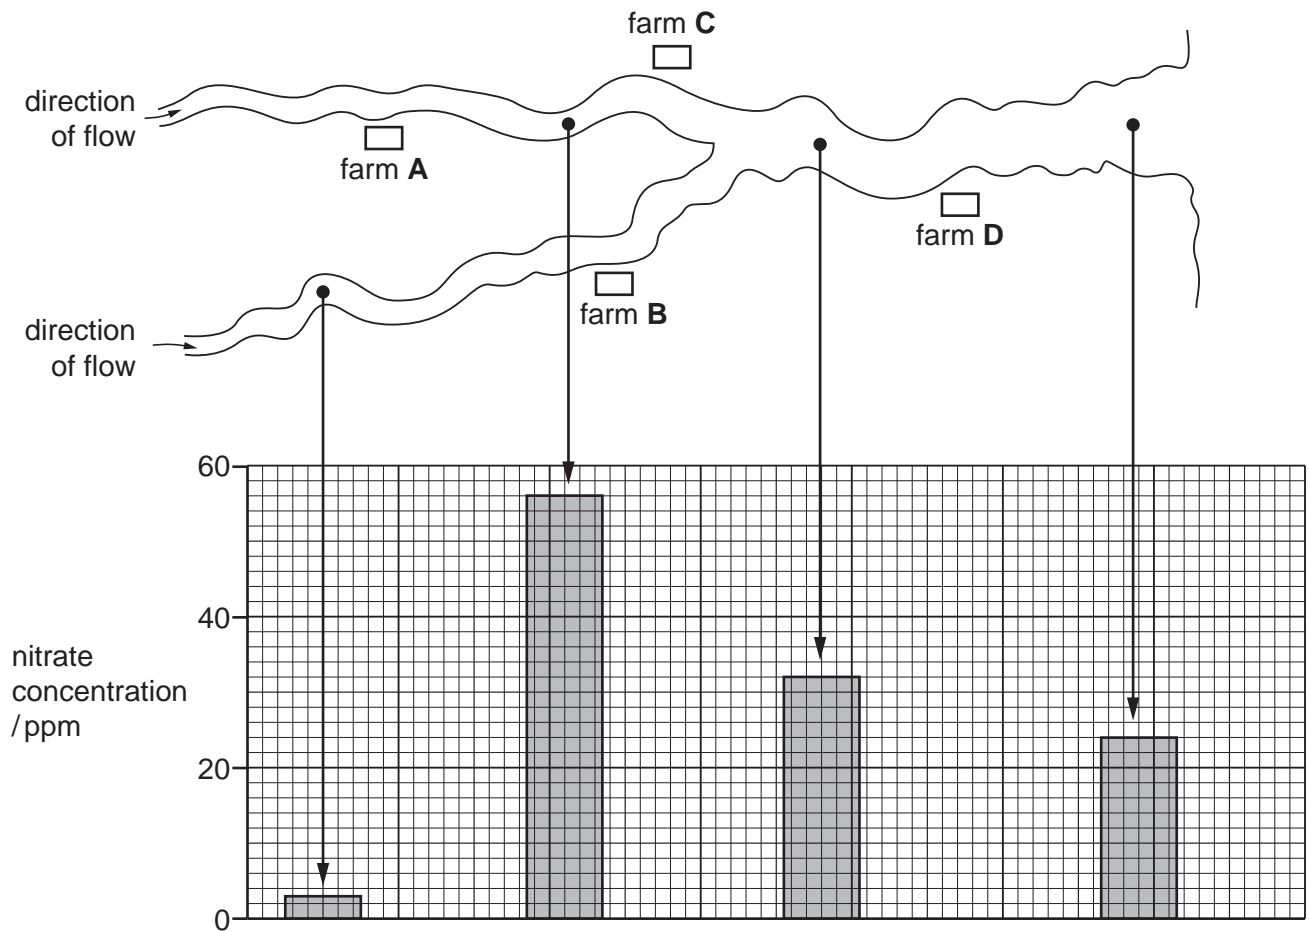 farm C
direction
of flow
farm A
farm D
farm B
direction
of flow
60
40
nitrate
concentration
/ ppm
20
0